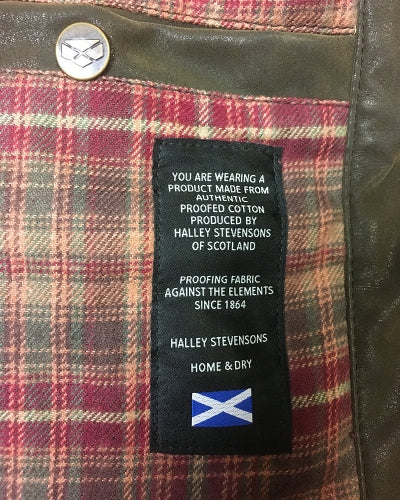 YOU ARE WEARING A
PRODUCT MADE FROM
AUTHENTIC
PROOFED COTTON
PRODUCED BY
HALLEY STEVENSONS
OF SCOTLAND
PROOFING FABRIC
AGAINST THE ELEMENTS
SINCE 1864
HALLEY STEVENSONS
HOME & DRY